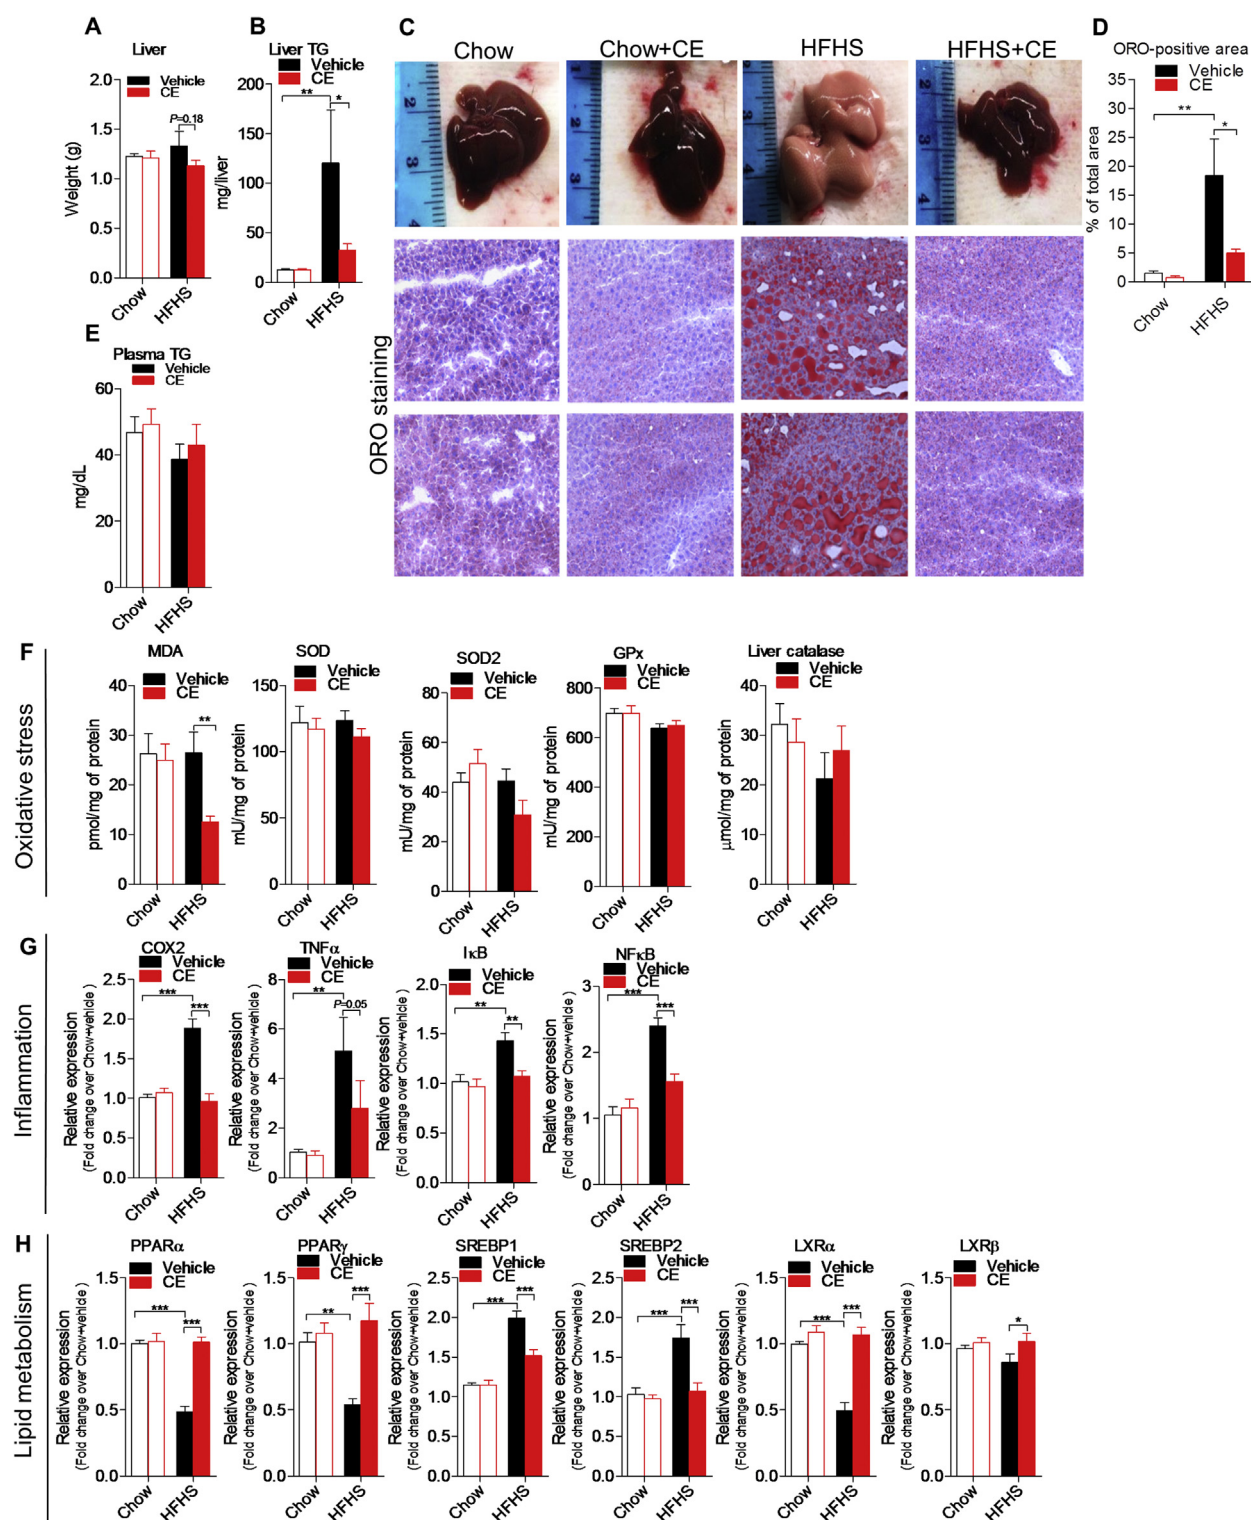 A
Liver
Vehicle
CE
P=0.18
Weight (g)
2.0
1.5
1.0
0.5
0.0
Chow
HFHS
B
Liver TG
Vehicle
CE
**
*
mg/liver
200
150
100
50
0
Chow
HFHS
C
Chow
Chow+CE
HFHS
HFHS+CE
ORO staining
D
ORO-positive area
Vehicle
CE
**
*
% of total area
35
30
25
20
15
10
5
0
Chow
HFHS
E
Plasma TG
Vehicle
CE
mg/dL
60
40
20
0
Chow
HFHS
F
Oxidative stress
MDA
Vehicle
CE
**
pmol/mg of protein
40
30
20
10
0
Chow
HFHS
SOD
Vehicle
CE
mU/mg of protein
150
100
50
0
Chow
HFHS
SOD2
Vehicle
CE
mU/mg of protein
80
60
40
20
0
Chow
HFHS
GPx
Vehicle
CE
mU/mg of protein
800
600
400
200
0
Chow
HFHS
Liver catalase
Vehicle
CE
μmol/mg of protein
40
30
20
10
0
Chow
HFHS
G
Inflammation
COX2
Vehicle
CE
***
***
Relative expression
(Fold change over Chow+vehicle )
2.5
2.0
1.5
1.0
0.5
0.0
Chow
HFHS
TNFα
Vehicle
CE
**
P=0.05
Relative expression
(Fold change over Chow+vehicle )
8
6
4
2
0
Chow
HFHS
IκB
Vehicle
CE
**
**
Relative expression
(Fold change over Chow+vehicle )
2.0
1.5
1.0
0.5
0.0
Chow
HFHS
NFκB
Vehicle
CE
***
***
Relative expression
(Fold change over Chow+vehicle )
3
2
1
0
Chow
HFHS
H
Lipid metabolism
PPARα
Vehicle
CE
***
***
Relative expression
(Fold change over Chow+vehicle)
1.5
1.0
0.5
0.0
Chow
HFHS
PPARγ
Vehicle
CE
**
***
Relative expression
(Fold change over Chow+vehicle)
1.5
1.0
0.5
0.0
Chow
HFHS
SREBP1
Vehicle
CE
***
***
Relative expression
(Fold change over Chow+vehicle)
2.5
2.0
1.5
1.0
0.5
0.0
Chow
HFHS
SREBP2
Vehicle
CE
***
***
Relative expression
(Fold change over Chow+vehicle)
2.5
2.0
1.5
1.0
0.5
0.0
Chow
HFHS
LXRα
Vehicle
CE
***
***
Relative expression
(Fold change over Chow+vehicle)
1.5
1.0
0.5
0.0
Chow
HFHS
LXRβ
Vehicle
CE
*
Relative expression
(Fold change over Chow+vehicle)
1.5
1.0
0.5
0.0
Chow
HFHS